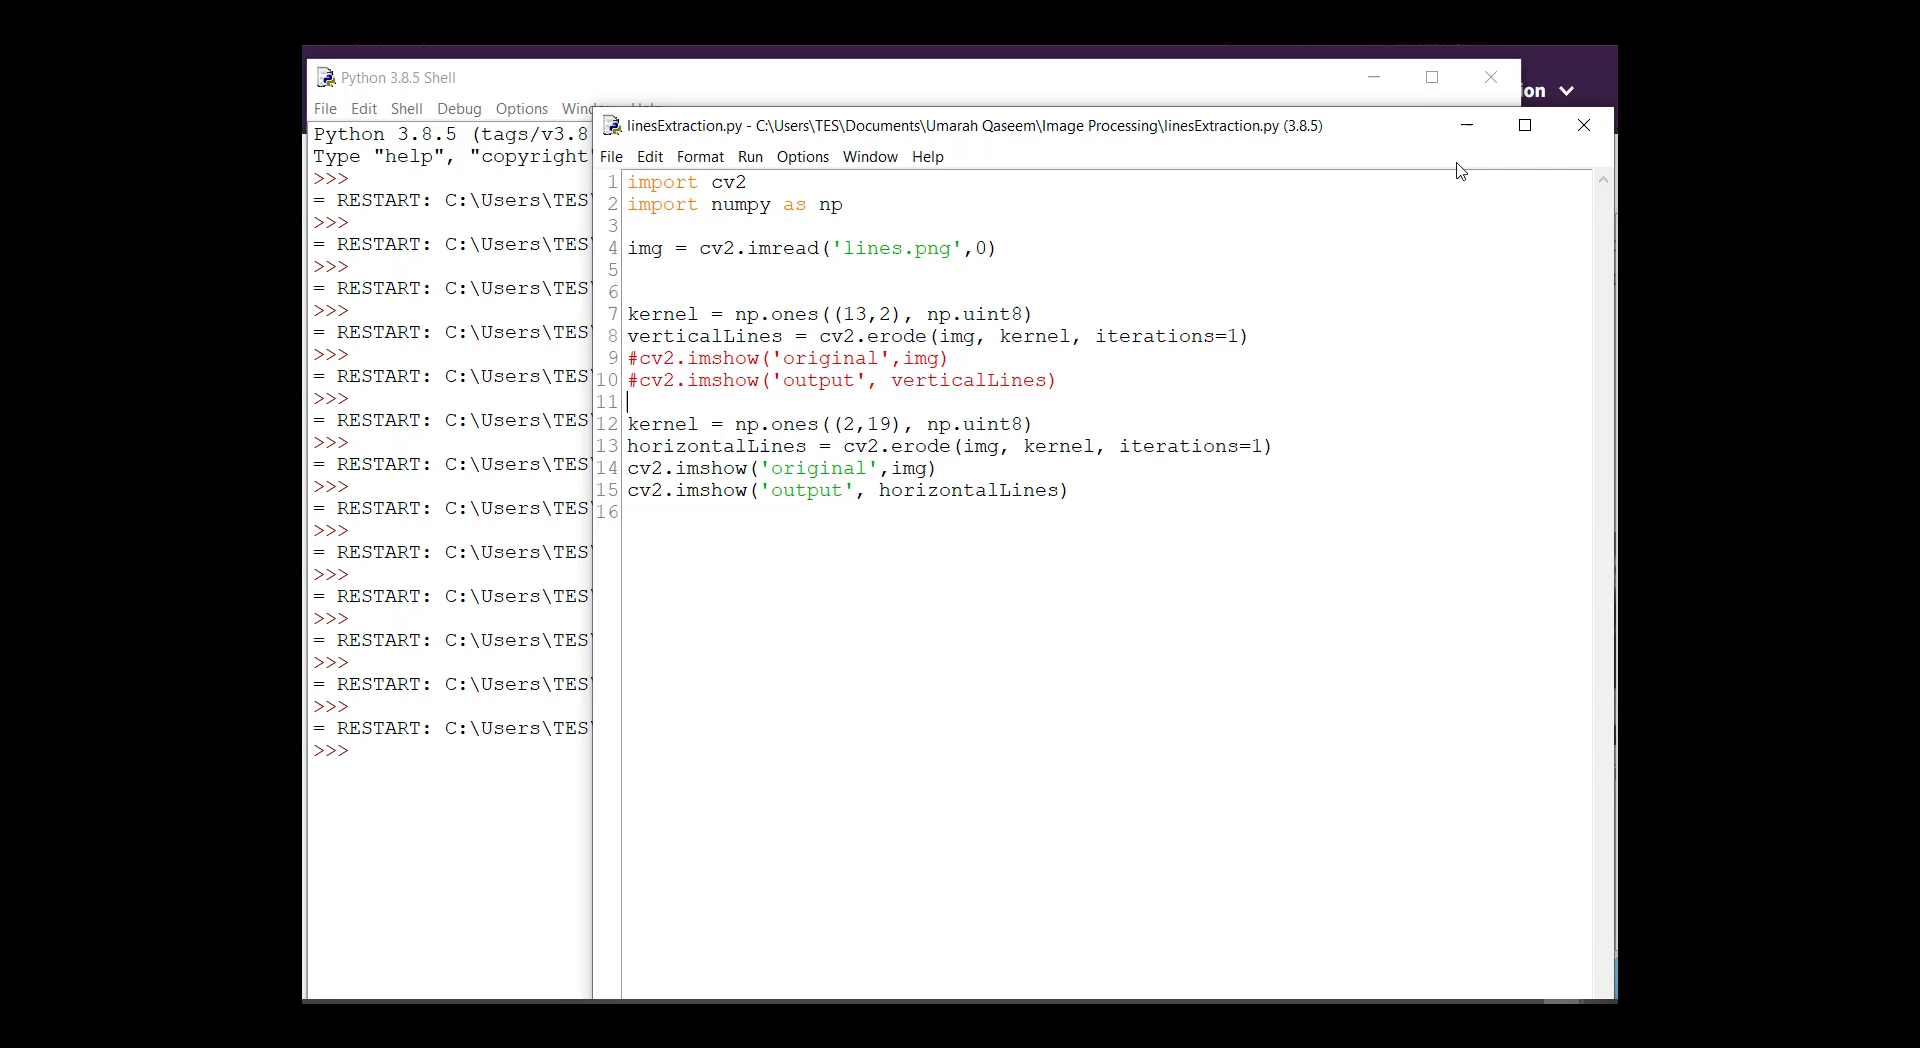 Python 3.8.5 Shell
ion
File Edit Shell Debug Options
Python 3.8.5 (tags/v3.8
Type "help", "copyright"
>>>
= RESTART: C:\Users\TES\
>>>
= RESTART: C:\Users\TES\
>>>
= RESTART: C:\Users\TES\
>>>
= RESTART: C:\Users\TES\
>>>
= RESTART: C:\Users\TES\
>>>
= RESTART: C:\Users\TES\
>>>
= RESTART: C:\Users\TES\
>>>
= RESTART: C:\Users\TES\
>>>
= RESTART: C:\Users\TES\
>>>
= RESTART: C:\Users\TES\
>>>
= RESTART: C:\Users\TES\
>>>
= RESTART: C:\Users\TES\
>>>
= RESTART: C:\Users\TES\
>>>
linesExtraction.py - C:\Users\TES\Documents\Umarah Qaseem\Image Processing\linesExtraction.py (3.8.5)
File Edit Format Run Options Window Help
1 import cv2
2 import numpy as np
3
4 img = cv2.imread('lines.png',0)
5
6
7 kernel = np.ones((13,2), np.uint8)
8 verticalLines = cv2.erode(img, kernel, iterations=1)
9 #cv2.imshow('original',img)
10 #cv2.imshow('output', verticalLines)
11
12 kernel = np.ones((2,19), np.uint8)
13 horizontalLines = cv2.erode(img, kernel, iterations=1)
14 cv2.imshow('original',img)
15 cv2.imshow('output', horizontalLines)
16